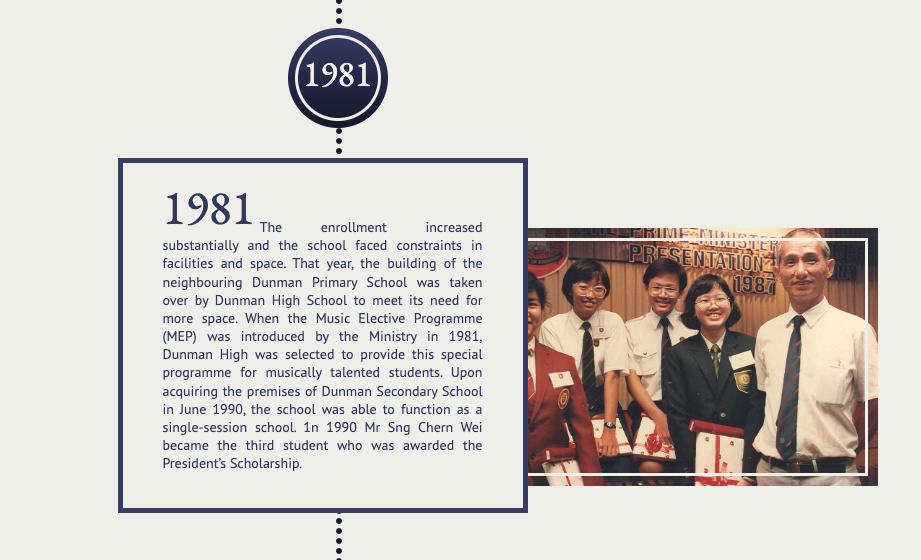 1981
1981 The enrollment increased
substantially and the school faced constraints in
facilities and space. That year, the building of the
neighbouring Dunman Primary School was taken
over by Dunman High School to meet its need for
more space. When the Music Elective Programme
(MEP) was introduced by the Ministry in 1981,
Dunman High was selected to provide this special
programme for musically talented students. Upon
acquiring the premises of Dunman Secondary School
in June 1990, the school was able to function as a
single-session school. 1n 1990 Mr Sng Chern Wei
became the third student who was awarded the
President’s Scholarship.
PRIME MINISTER
PRESENTATION
1987